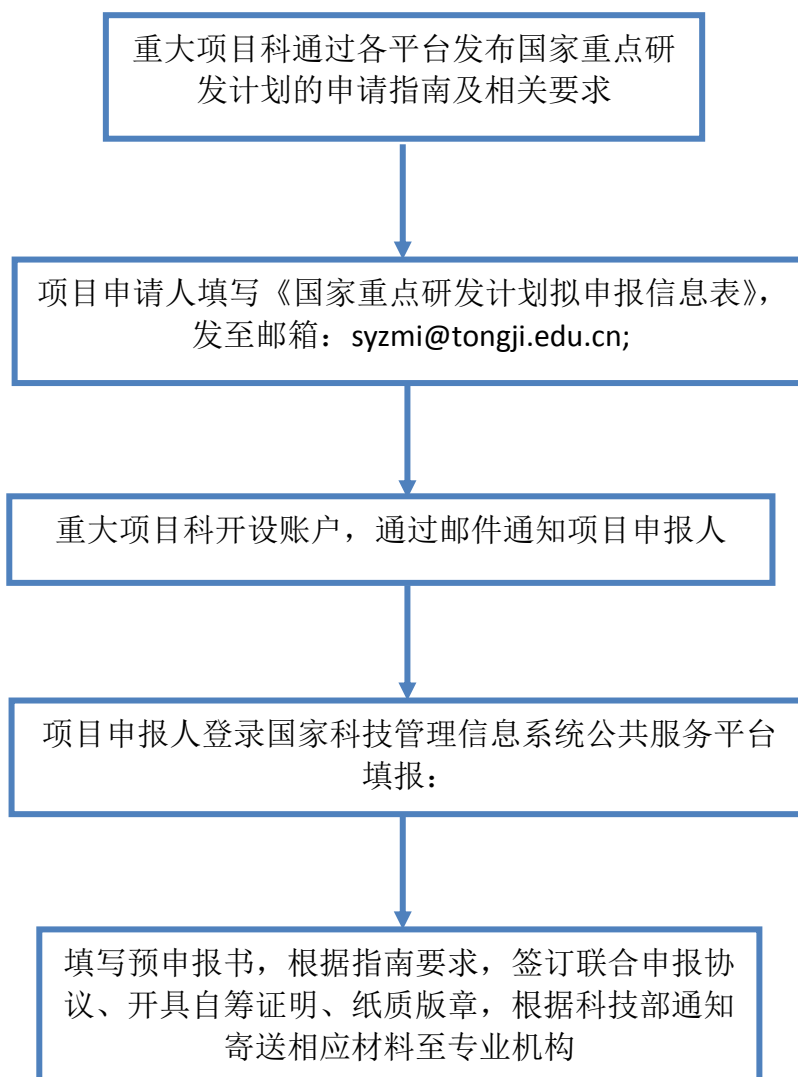 重大项目科通过各平台发布国家重点研
发计划的申请指南及相关要求
项目申请人填写《国家重点研发计划拟申报信息表》，
发至邮箱：syzmi@tongji.edu.cn;
重大项目科开设账户，通过邮件通知项目申报人
项目申报人登录国家科技管理信息系统公共服务平台
填报：
填写预申报书，根据指南要求，签订联合申报协
议、开具自筹证明、纸质版章，根据科技部通知
寄送相应材料至专业机构